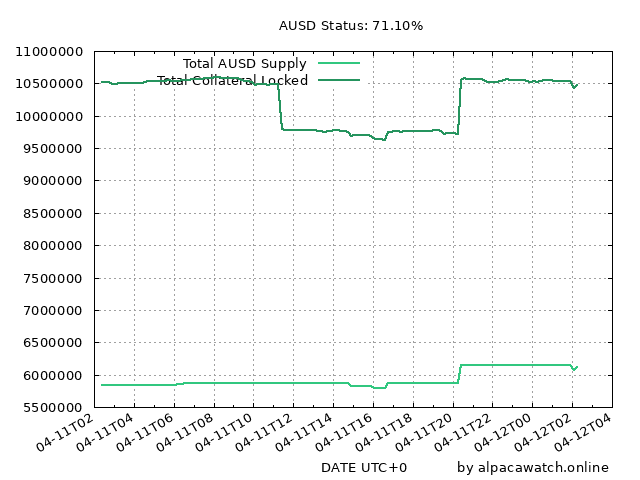 AUSD Status: 71.10%
11000000
10500000
10000000
9500000
9000000
8500000
8000000
7500000
7000000
6500000
6000000
5500000
Total AUSD Supply
Total Collateral Locked
04-11T02
04-11T04
04-11T06
04-11T08
04-11T10
04-11T12
04-11T14
04-11T16
04-11T18
04-11T20
04-11T22
04-12T00
04-12T02
04-12T04
DATE UTC+0
by alpacawatch.online